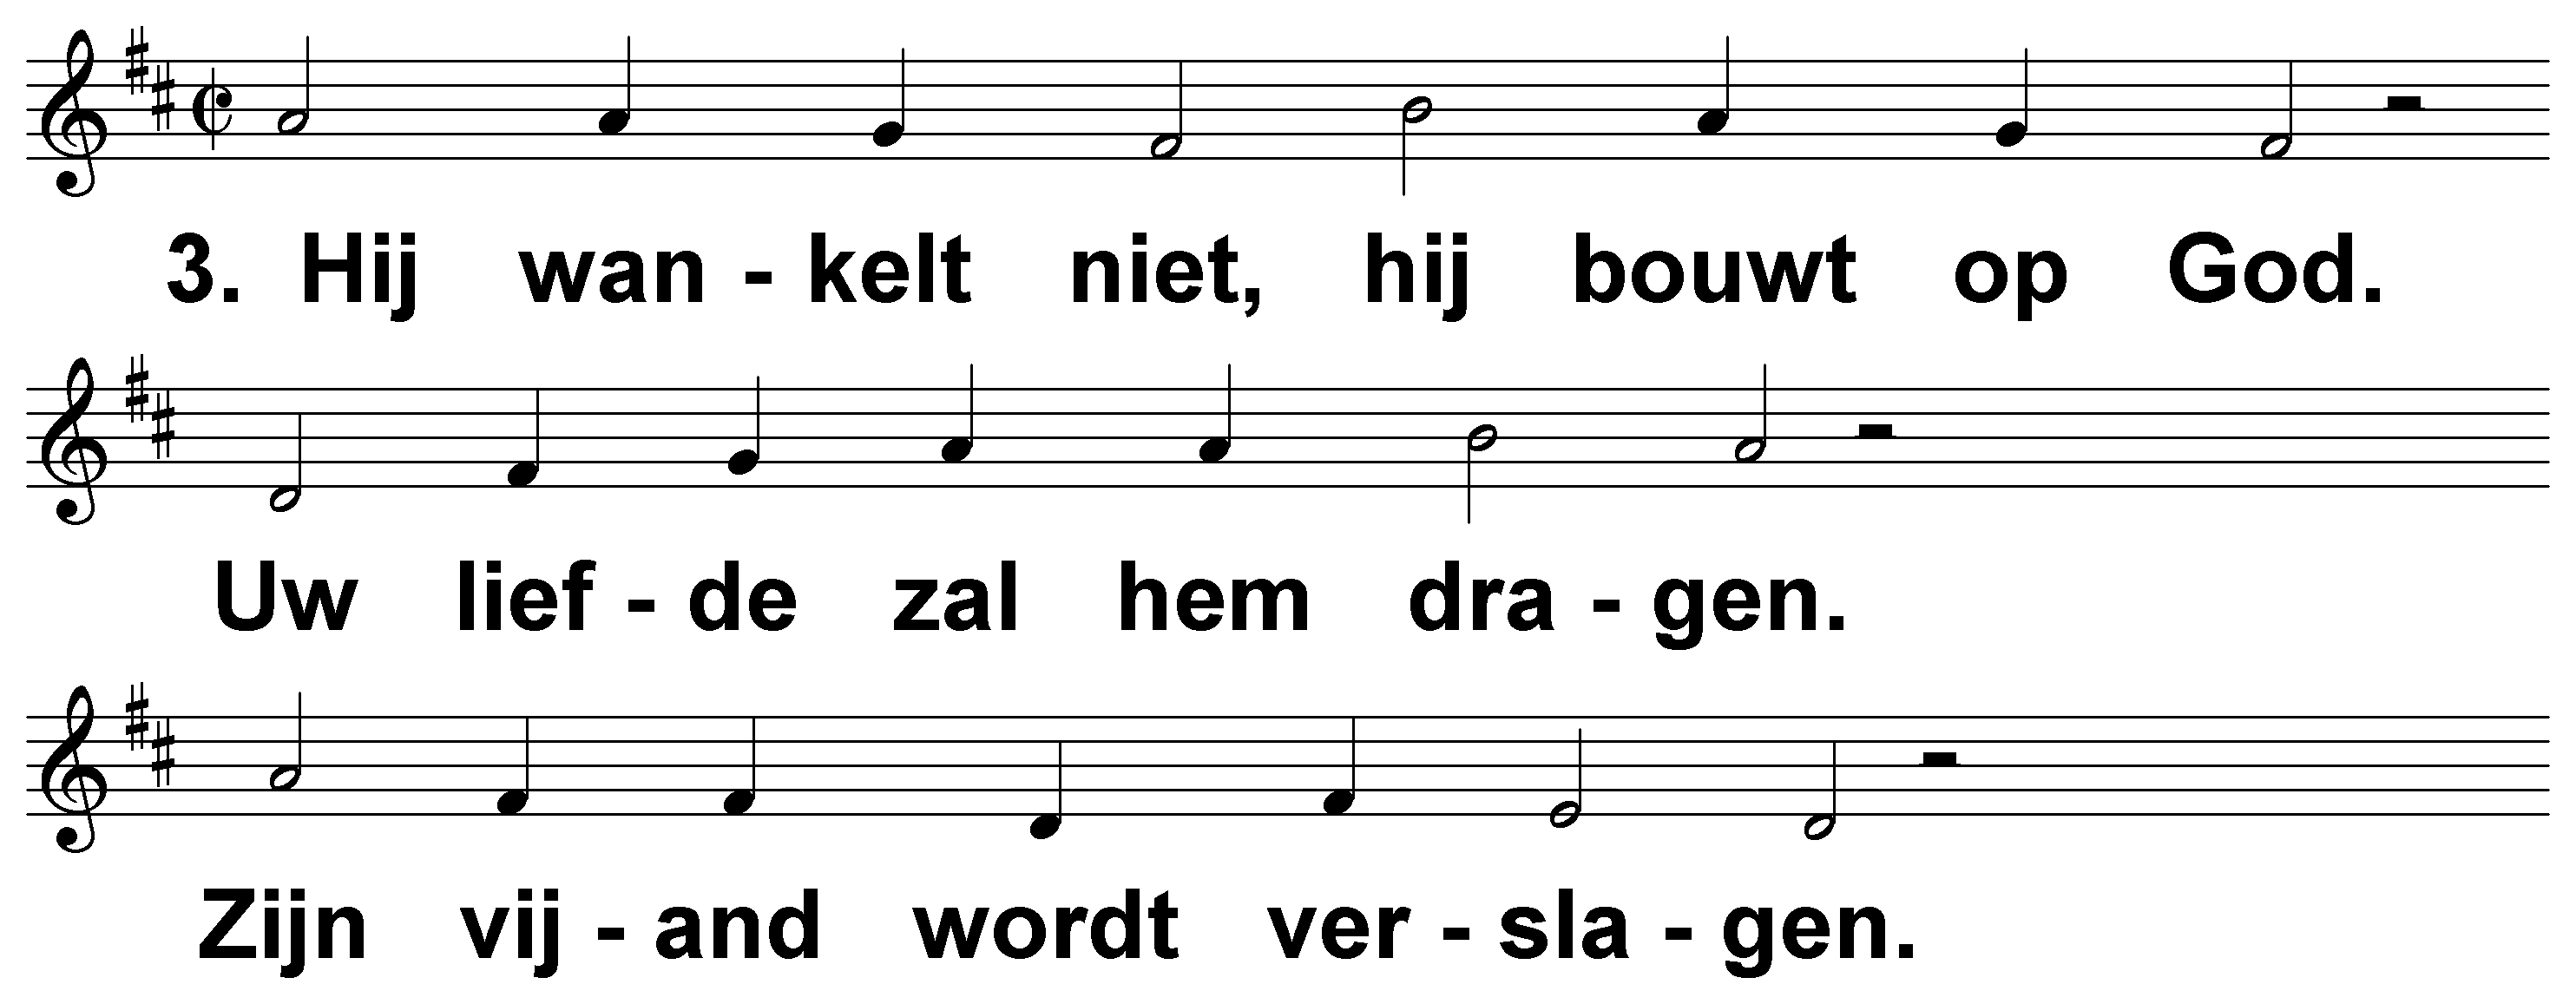 3. Hij wan - kelt niet, hij bouwt op God.
Uw lief - de zal hem dra - gen.
Zijn vij - and wordt ver - sla - gen.